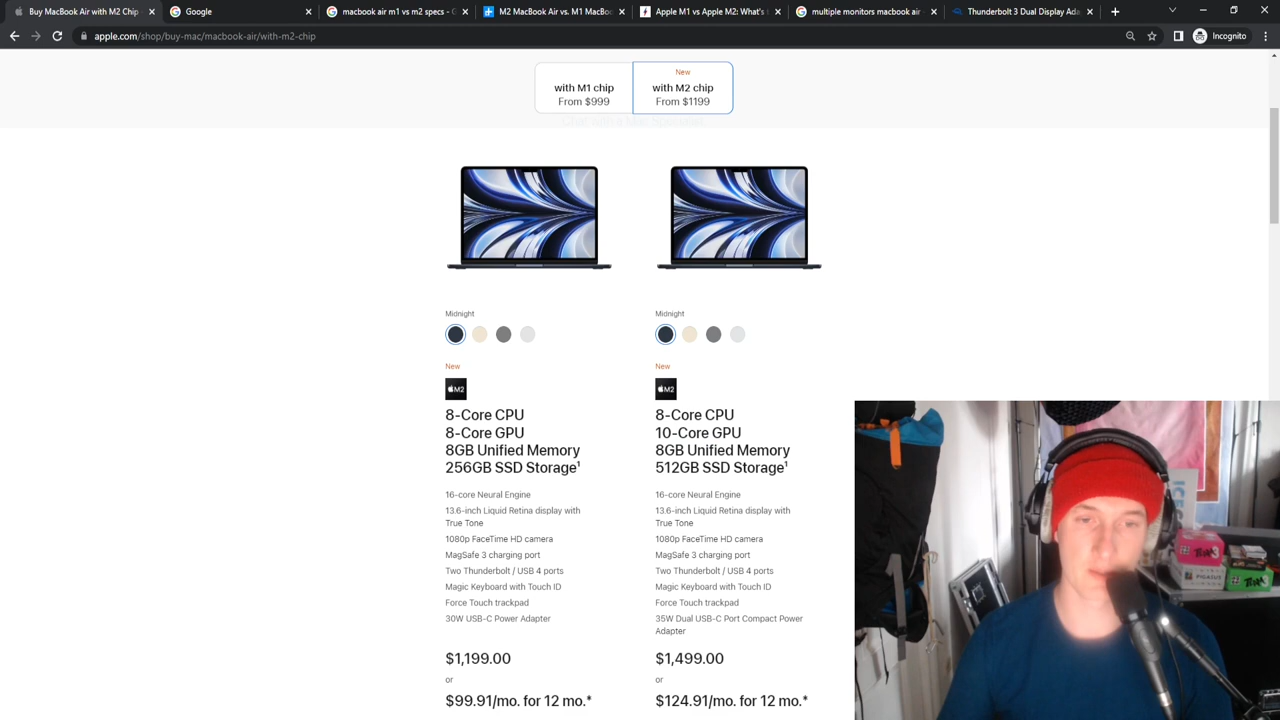 Buy MacBook Air with M2 Chip
Google
macbook air m1 vs m2 specs - G
M2 MacBook Air vs. M1 MacBo
Apple M1 vs Apple M2: What's
multiple monitors macbook air
Thunderbolt 3 Dual Display Ada
apple.com/shop/buy-mac/macbook-air/with-m2-chip
Incognito
with M1 chip
From $999
New
with M2 chip
From $1199
Chat with a Mac Specialist
Midnight
New
M2
8-Core CPU
8-Core GPU
8GB Unified Memory
256GB SSD Storage¹
16-core Neural Engine
13.6-inch Liquid Retina display with
True Tone
1080p FaceTime HD camera
MagSafe 3 charging port
Two Thunderbolt / USB 4 ports
Magic Keyboard with Touch ID
Force Touch trackpad
30W USB-C Power Adapter
$1,199.00
or
$99.91/mo. for 12 mo.*
Midnight
New
M2
8-Core CPU
10-Core GPU
8GB Unified Memory
512GB SSD Storage¹
16-core Neural Engine
13.6-inch Liquid Retina display with
True Tone
1080p FaceTime HD camera
MagSafe 3 charging port
Two Thunderbolt / USB 4 ports
Magic Keyboard with Touch ID
Force Touch trackpad
35W Dual USB-C Port Compact Power
Adapter
$1,499.00
or
$124.91/mo. for 12 mo.*